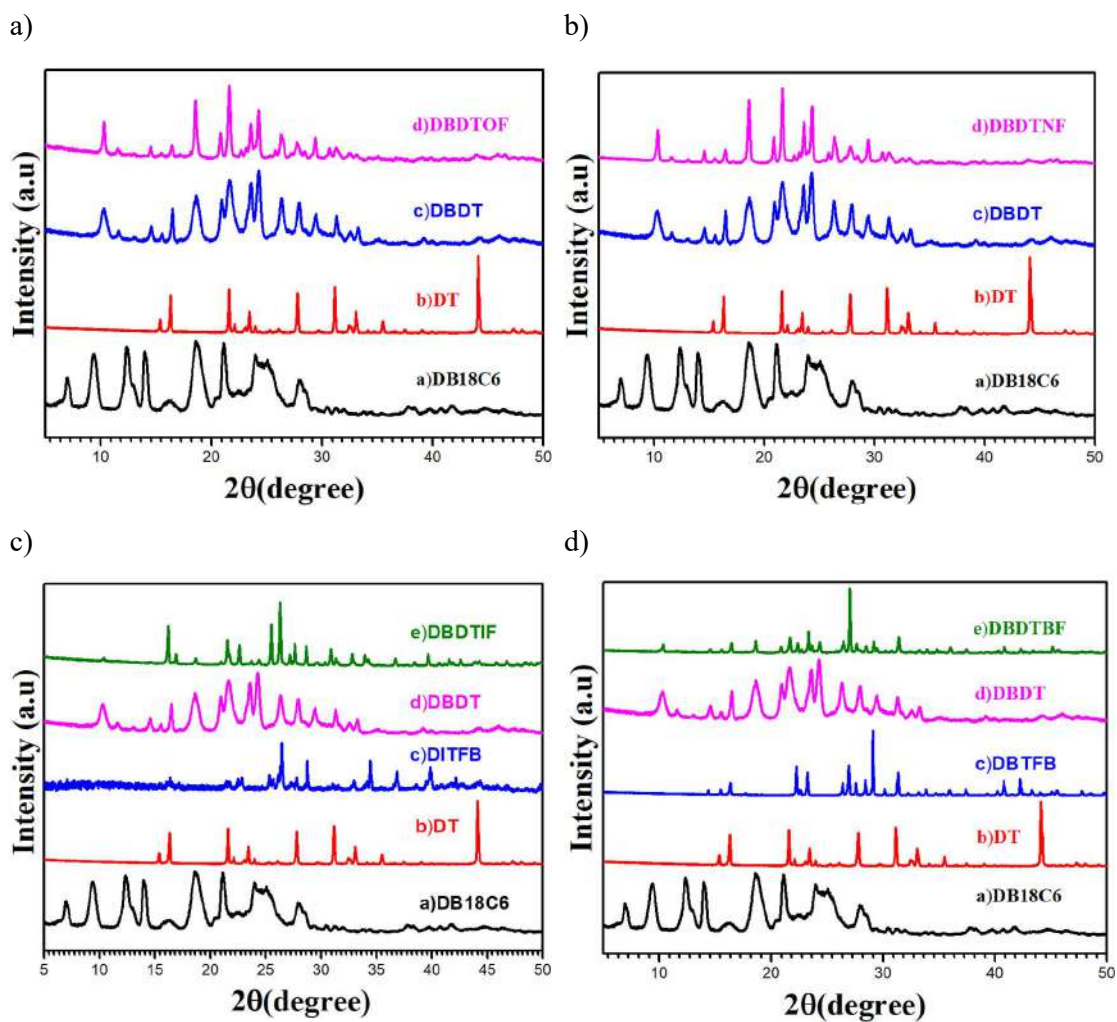 a)
b)
d)DBDTOF
c)DBDT
b)DT
a)DB18C6
Intensity (a.u)
10 20 30 40 50
2θ(degree)
d)DBDTNF
c)DBDT
b)DT
a)DB18C6
Intensity (a.u)
10 20 30 40 50
2θ(degree)
c)
d)
e)DBDTIF
d)DBDT
c)DITFB
b)DT
a)DB18C6
Intensity (a.u)
5 10 15 20 25 30 35 40 45 50
2θ(degree)
e)DBDTBF
d)DBDT
c)DBTFB
b)DT
a)DB18C6
Intensity (a.u)
10 20 30 40 50
2θ(degree)